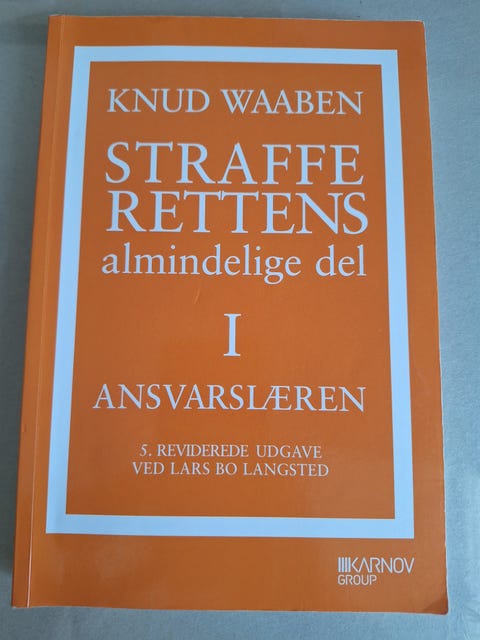 KNUD WAABEN
STRAFFE
RETTENS
almindelige del
I
ANSVARSLÆREN
5. REVIDEREDE UDGAVE
VED LARS BO LANGSTED
KARNOV
GROUP